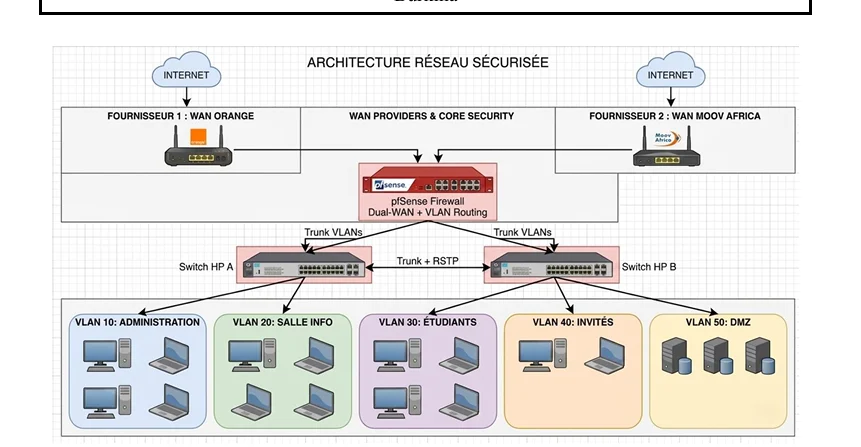 ARCHITECTURE RÉSEAU SÉCURISÉE
INTERNET
INTERNET
FOURNISSEUR 1 : WAN ORANGE
WAN PROVIDERS & CORE SECURITY
FOURNISSEUR 2 : WAN MOOV AFRICA
Moov
Africa
pfsense
pfSense Firewall
Dual-WAN + VLAN Routing
Trunk VLANs
Trunk VLANs
Switch HP A
Trunk + RSTP
Switch HP B
VLAN 10: ADMINISTRATION
VLAN 20: SALLE INFO
VLAN 30: ÉTUDIANTS
VLAN 40: INVITÉS
VLAN 50: DMZ